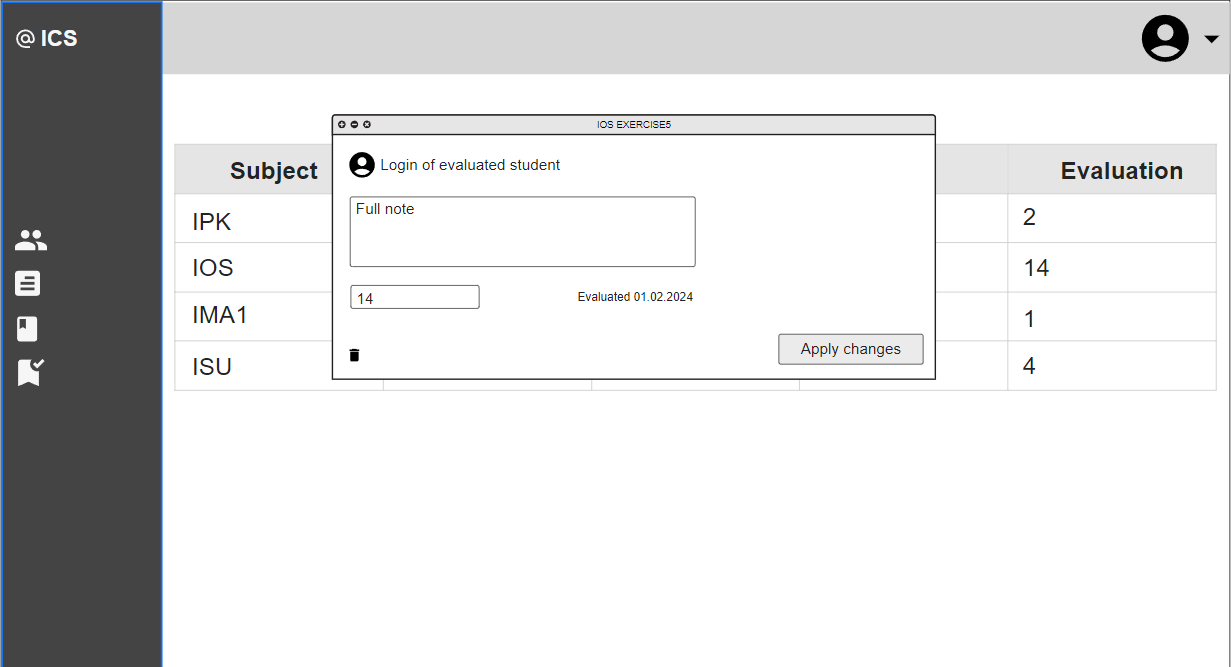 @ ICS
IOS EXERCISE5
Login of evaluated student
Full note
14
Evaluated 01.02.2024
Apply changes
Subject Evaluation
IPK 2
IOS 14
IMA1 1
ISU 4